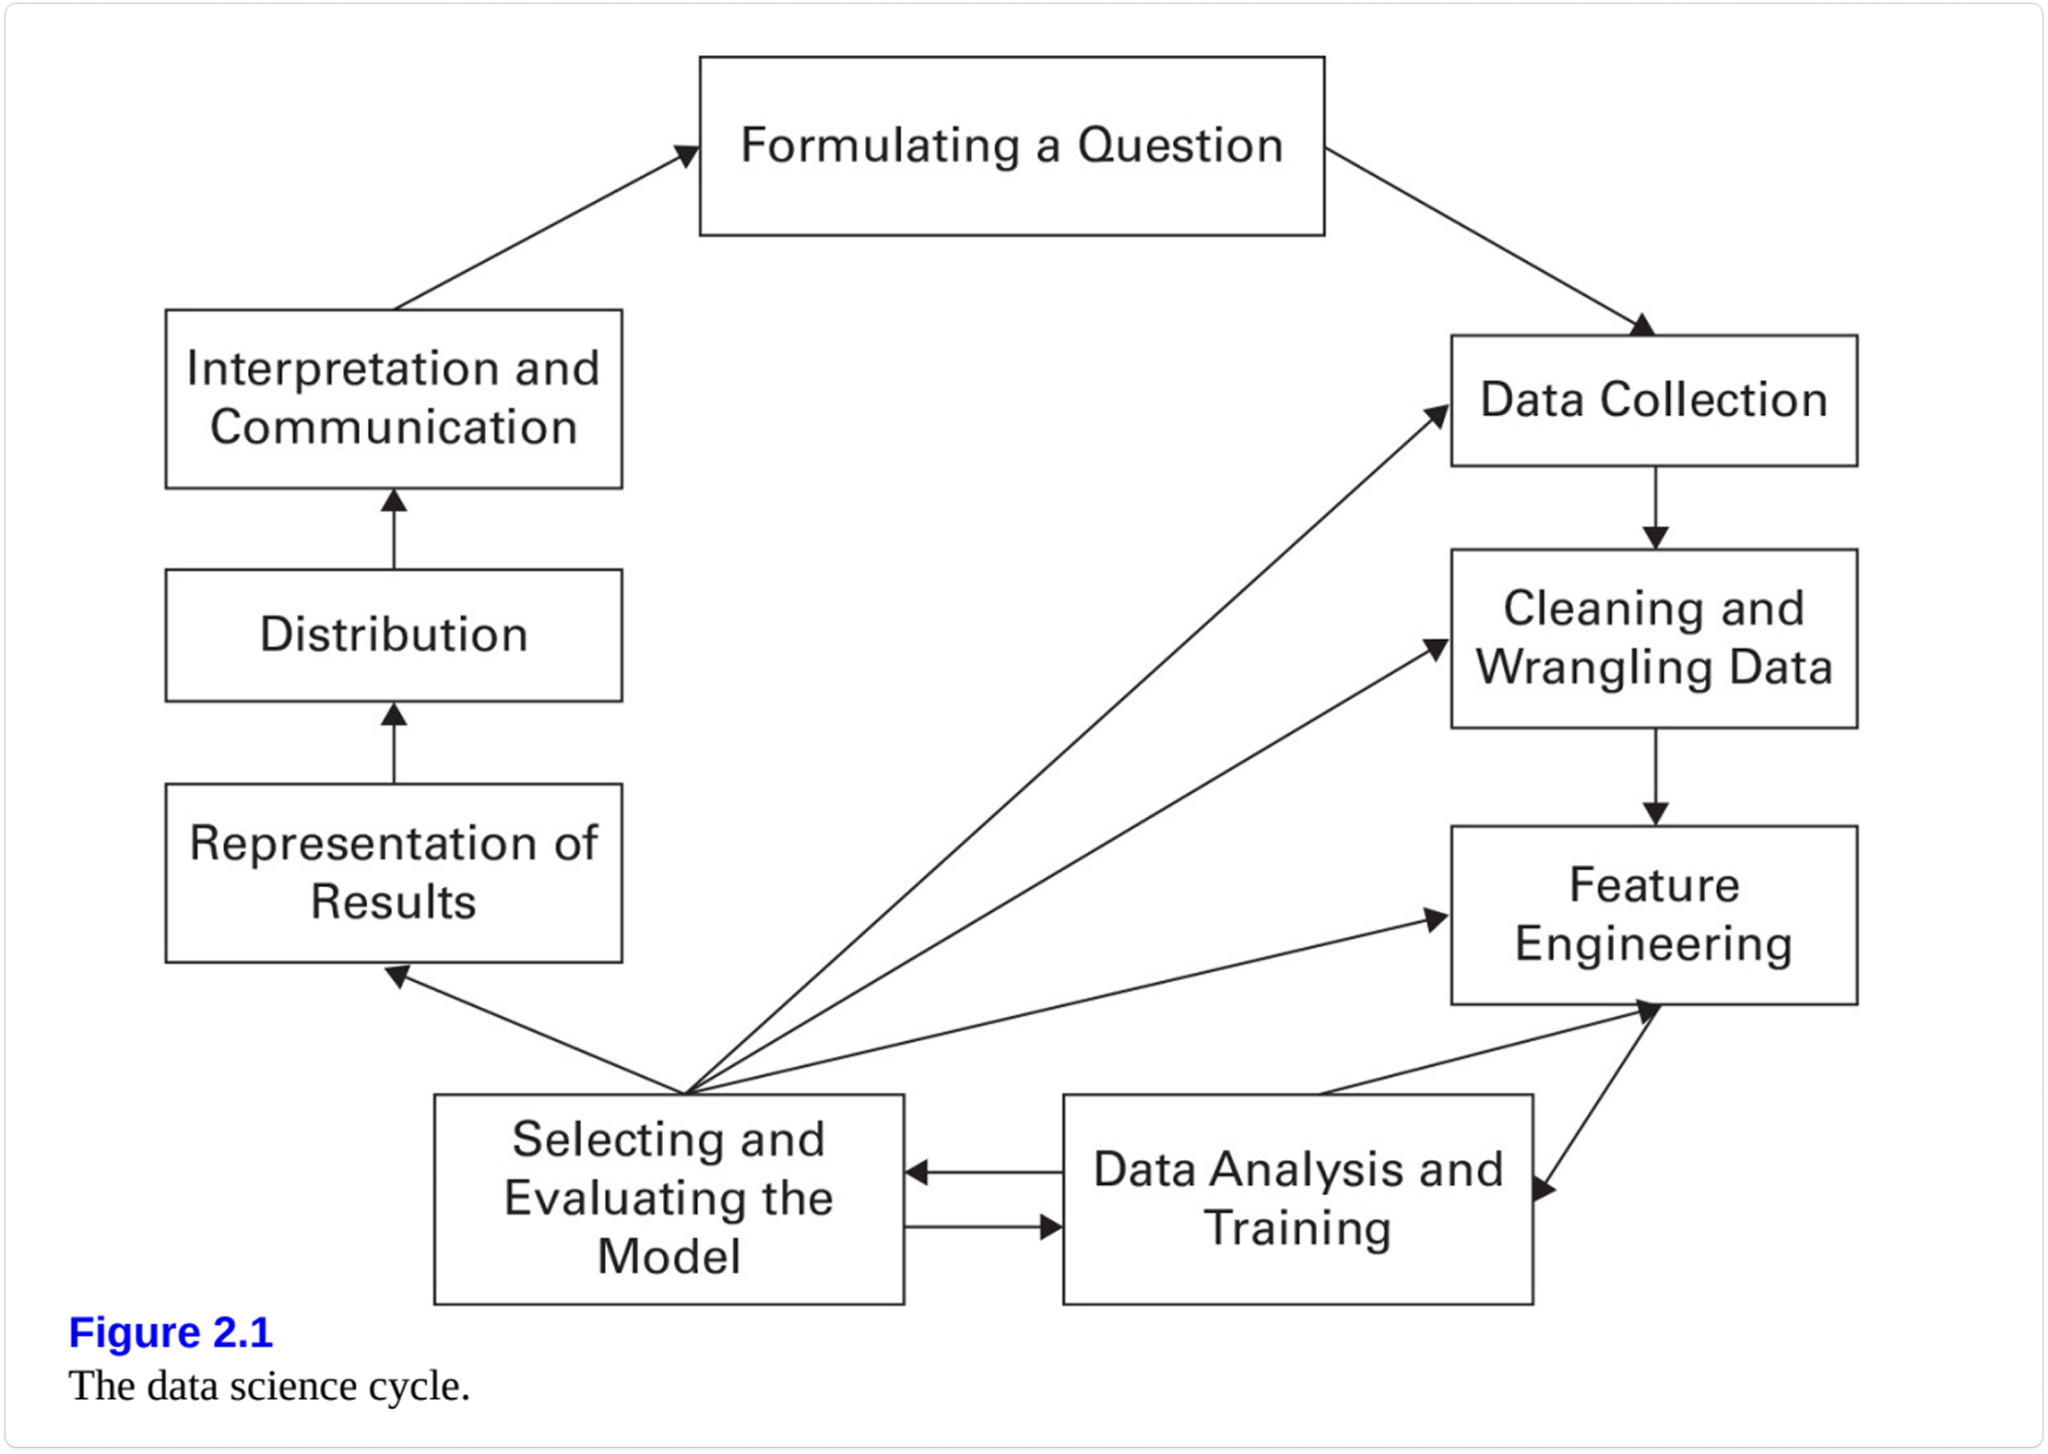 Formulating a Question
Interpretation and
Communication
Data Collection
Distribution
Cleaning and
Wrangling Data
Representation of
Results
Feature
Engineering
Selecting and
Evaluating the
Model
Data Analysis and
Training
Figure 2.1
The data science cycle.